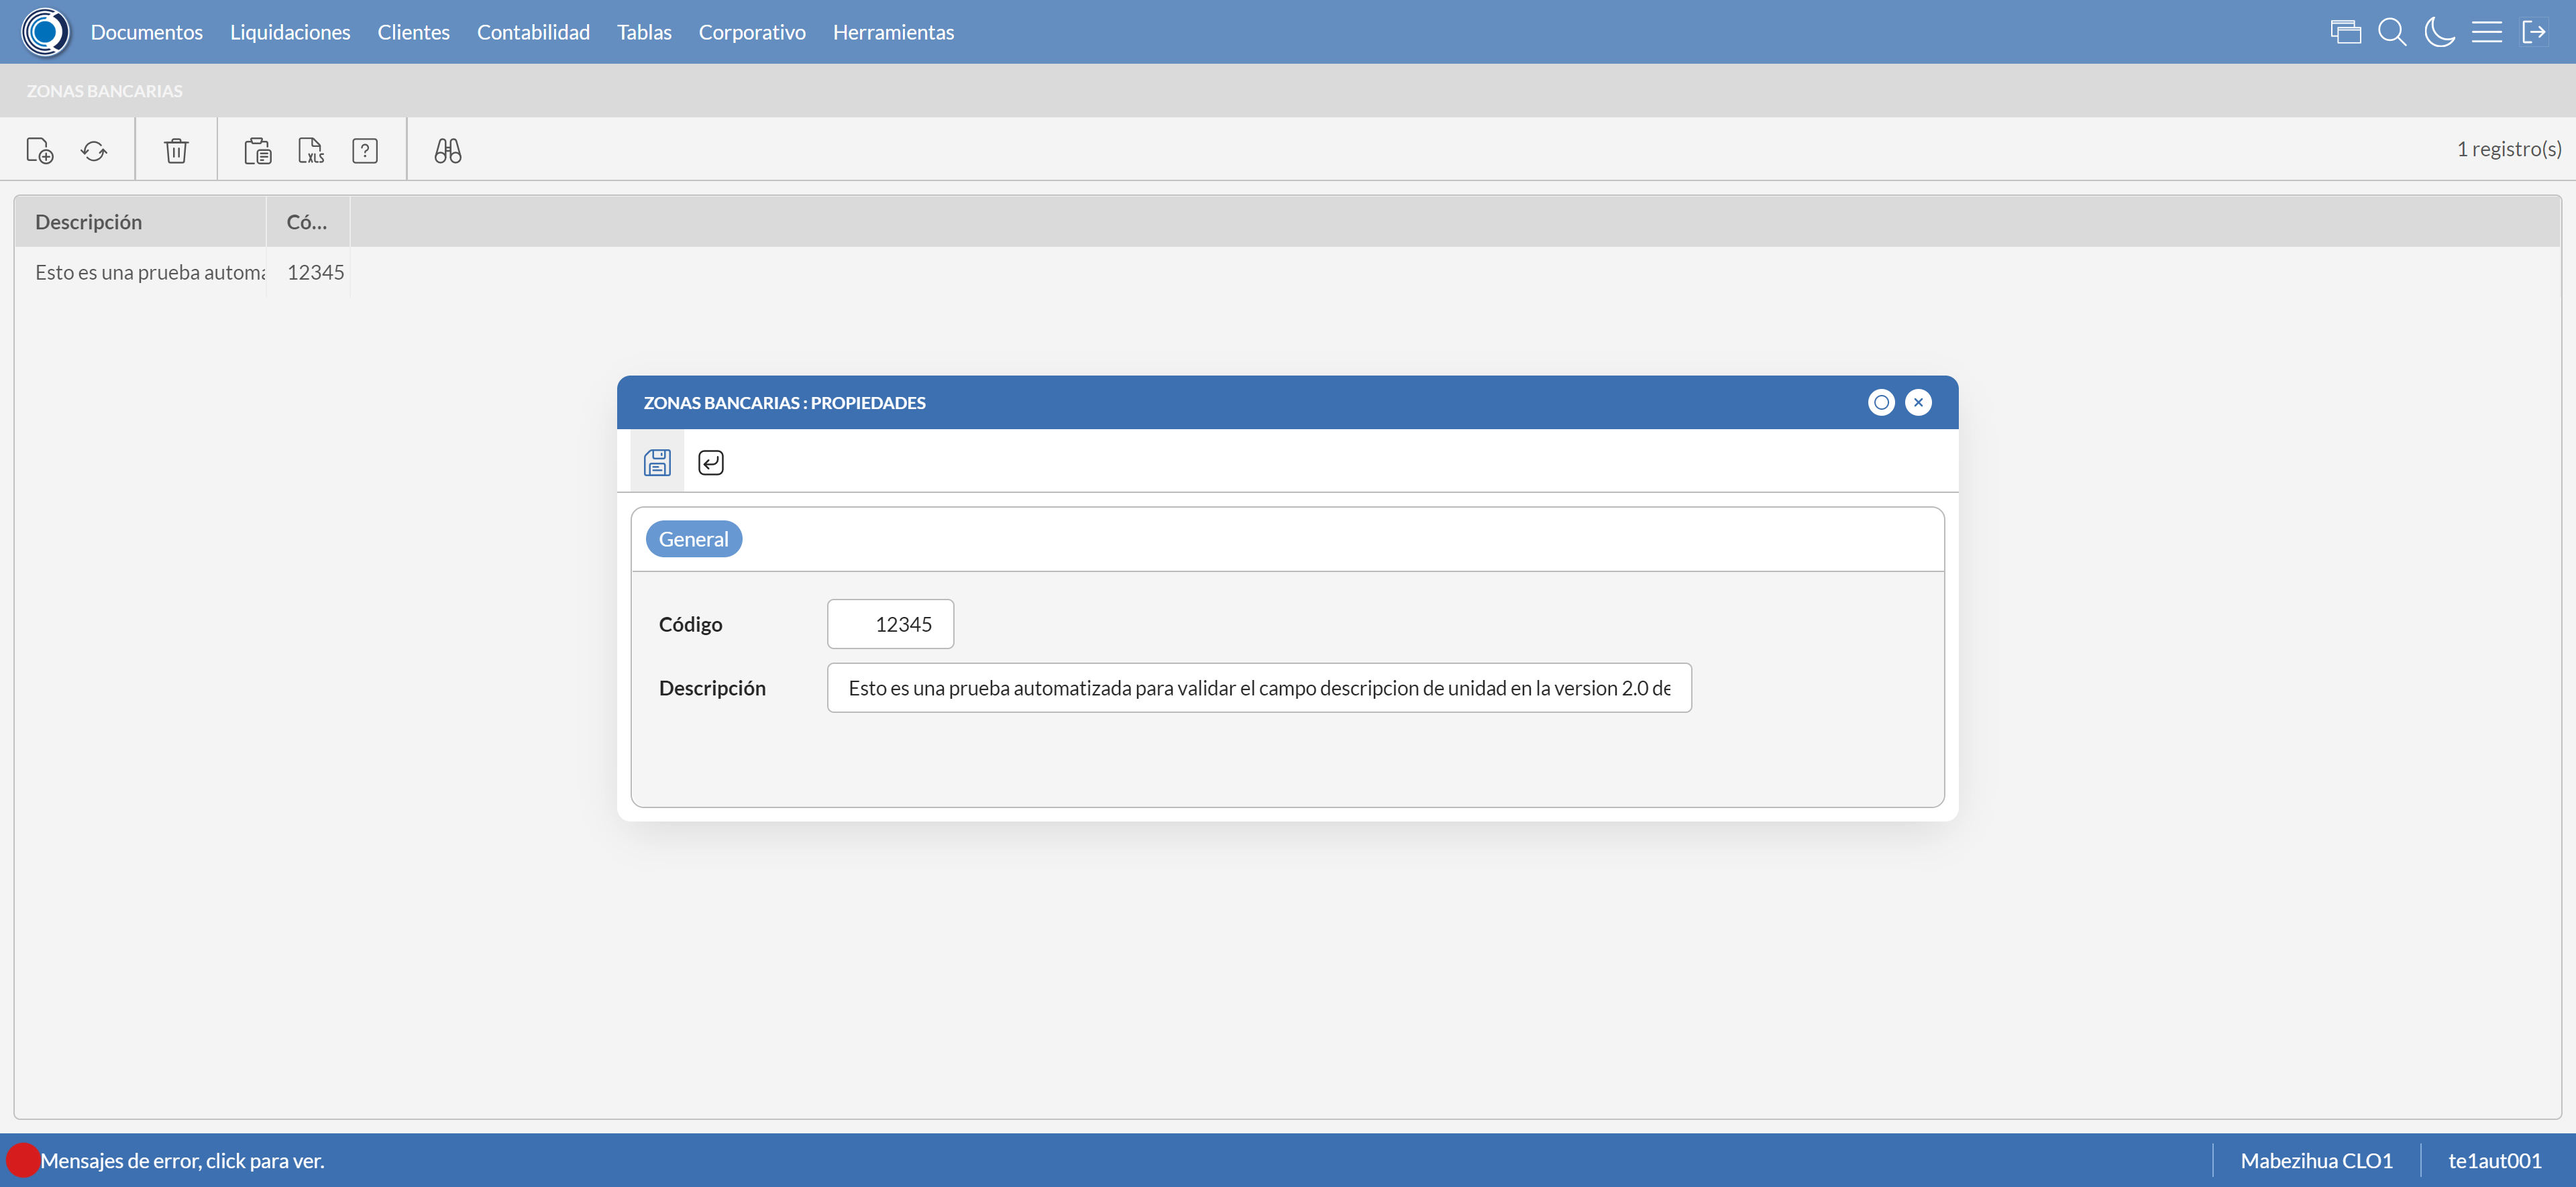 Documentos Liquidaciones Clientes Contabilidad Tablas Corporativo Herramientas
ZONAS BANCARIAS
XLS ? 1 registro(s)
Descripción Có...
Esto es una prueba automa 12345
ZONAS BANCARIAS : PROPIEDADES
General
Código 12345
Descripción Esto es una prueba automatizada para validar el campo descripcion de unidad en la version 2.0 de
Mensajes de error, click para ver. Mabezihua CLO1 te1aut001